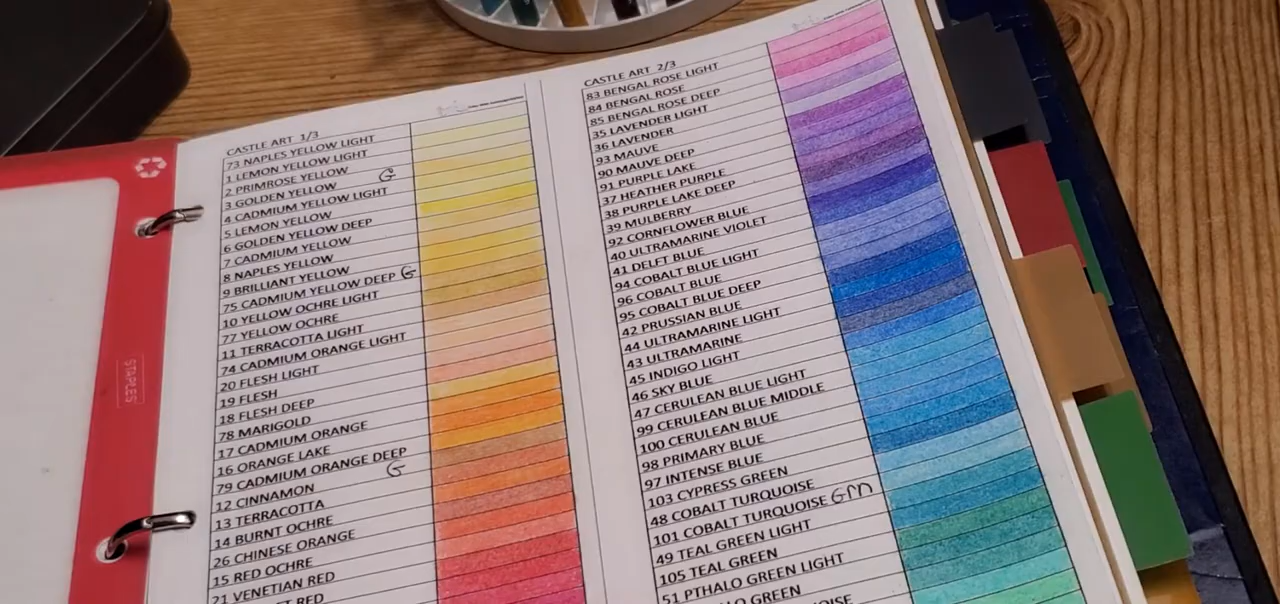 CASTLE ART 1/3
73 NAPLES YELLOW LIGHT
1 LEMON YELLOW LIGHT
2 PRIMROSE YELLOW
3 GOLDEN YELLOW G
4 CADMIUM YELLOW LIGHT
5 LEMON YELLOW
6 GOLDEN YELLOW DEEP
7 CADMIUM YELLOW
8 NAPLES YELLOW
9 BRILLIANT YELLOW
75 CADMIUM YELLOW DEEP G
10 YELLOW OCHRE LIGHT
77 YELLOW OCHRE
11 TERRACOTTA LIGHT
74 CADMIUM ORANGE LIGHT
20 FLESH LIGHT
19 FLESH
18 FLESH DEEP
78 MARIGOLD
17 CADMIUM ORANGE
16 ORANGE LAKE
79 CADMIUM ORANGE DEEP
12 CINNAMON G
13 TERRACOTTA
14 BURNT OCHRE
26 CHINESE ORANGE
15 RED OCHRE
21 VENETIAN RED
RED
CASTLE ART 2/3
83 BENGAL ROSE LIGHT
84 BENGAL ROSE
85 BENGAL ROSE DEEP
35 LAVENDER LIGHT
36 LAVENDER
93 MAUVE
90 MAUVE DEEP
91 PURPLE LAKE
37 HEATHER PURPLE
38 PURPLE LAKE DEEP
39 MULBERRY
92 CORNFLOWER BLUE
40 ULTRAMARINE VIOLET
41 DELFT BLUE
94 COBALT BLUE LIGHT
96 COBALT BLUE
95 COBALT BLUE DEEP
42 PRUSSIAN BLUE
44 ULTRAMARINE LIGHT
43 ULTRAMARINE
45 INDIGO LIGHT
46 SKY BLUE
47 CERULEAN BLUE LIGHT
99 CERULEAN BLUE MIDDLE
100 CERULEAN BLUE
98 PRIMARY BLUE
97 INTENSE BLUE
103 CYPRESS GREEN
48 COBALT TURQUOISE
101 COBALT TURQUOISE GM
49 TEAL GREEN LIGHT
105 TEAL GREEN
51 PTHALO GREEN LIGHT
GREEN
STAPLES